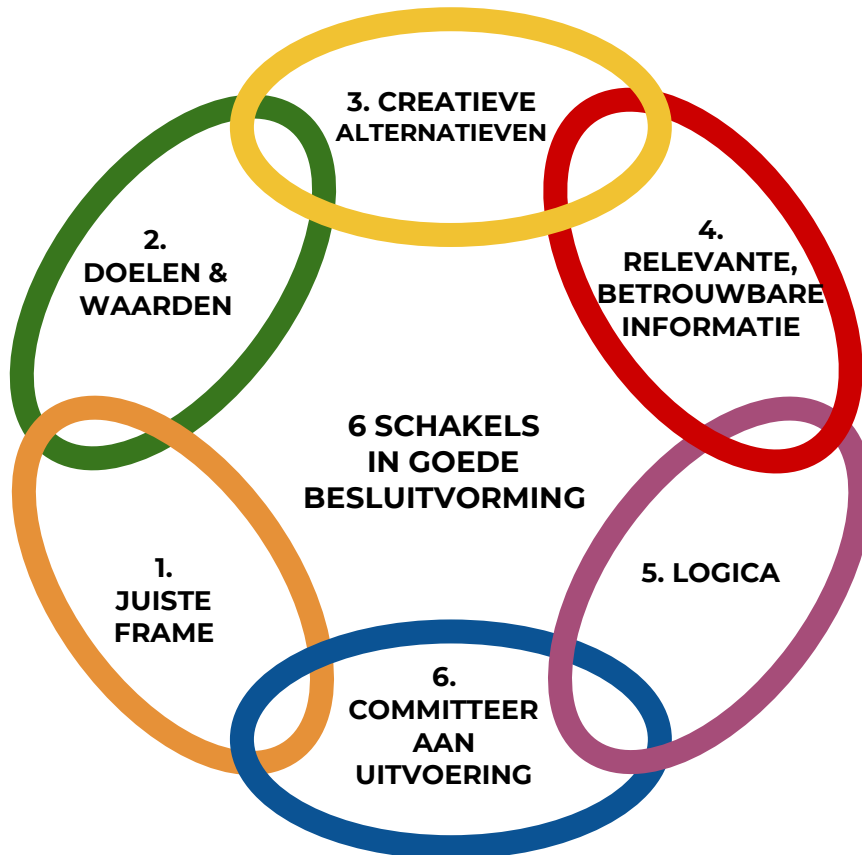 6 SCHAKELS
IN GOEDE
BESLUITVORMING
1.
JUISTE
FRAME
2.
DOELEN &
WAARDEN
3. CREATIEVE
ALTERNATIEVEN
4.
RELEVANTE,
BETROUWBARE
INFORMATIE
5. LOGICA
6.
COMMITTEER
AAN
UITVOERING